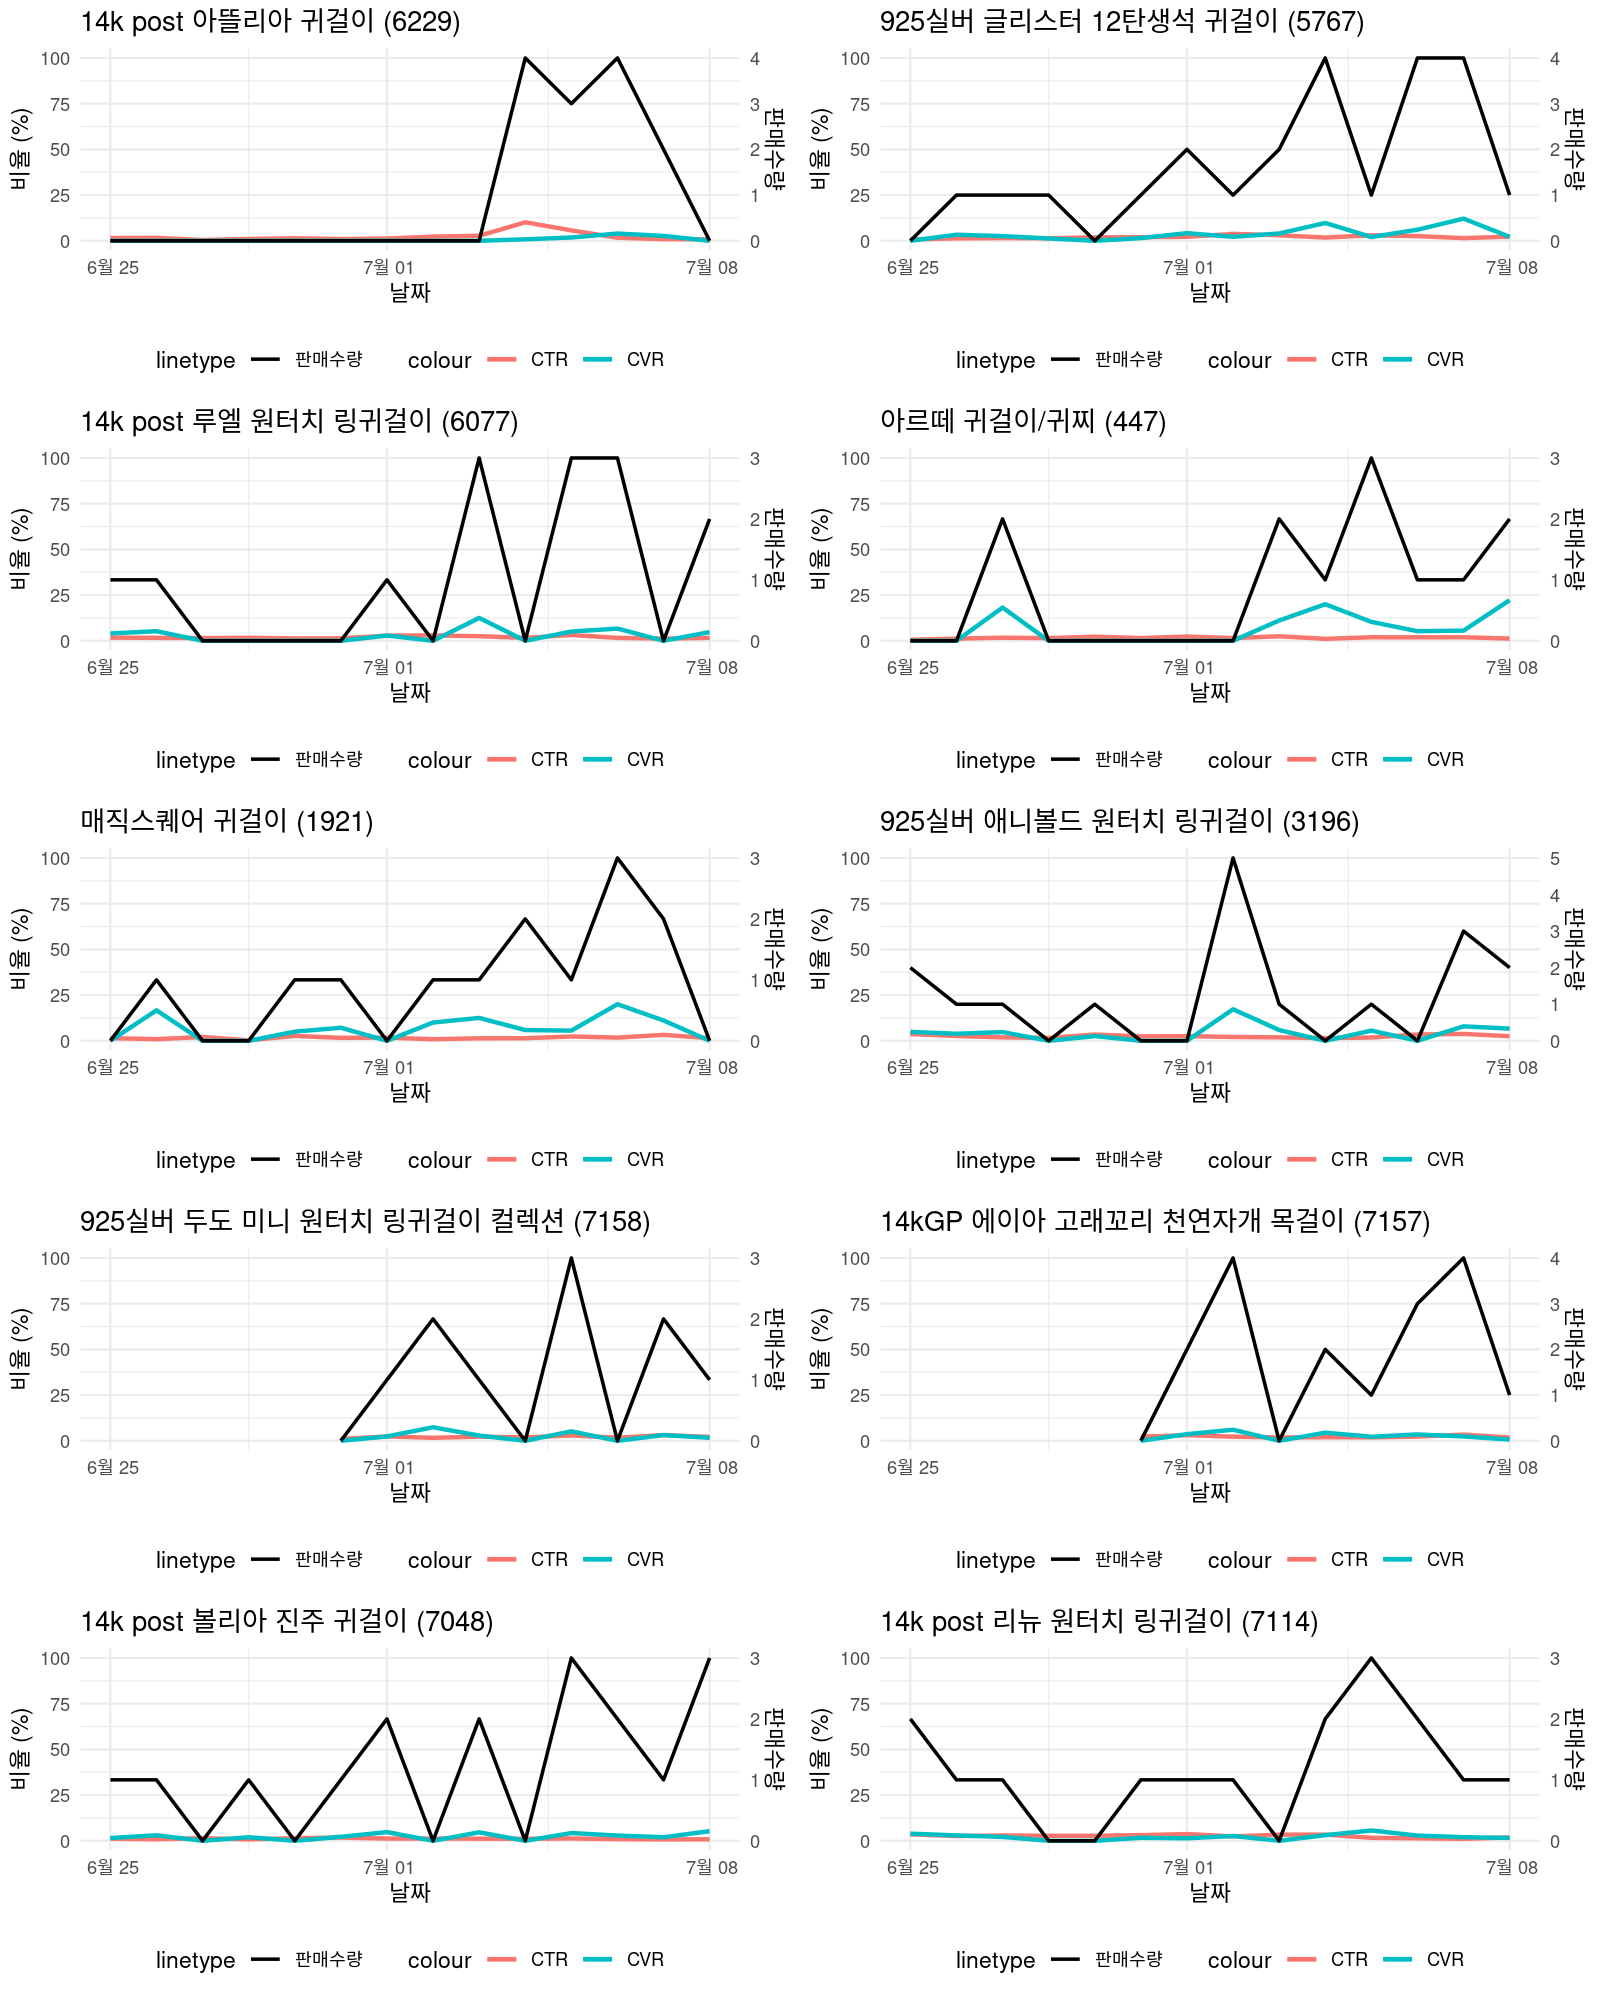 14k post 아뜰리아 귀걸이 (6229)
100
75
50
25
0
비율 (%)
4
3
2
1
0
판매수량
6월 25
7월 01
7월 08
날짜
linetype 판매수량 colour CTR CVR
925실버 글리스터 12탄생석 귀걸이 (5767)
100
75
50
25
0
비율 (%)
4
3
2
1
0
판매수량
6월 25
7월 01
7월 08
날짜
linetype 판매수량 colour CTR CVR
14k post 루엘 원터치 링귀걸이 (6077)
100
75
50
25
0
비율 (%)
3
2
1
0
판매수량
6월 25
7월 01
7월 08
날짜
linetype 판매수량 colour CTR CVR
아르떼 귀걸이/귀찌 (447)
100
75
50
25
0
비율 (%)
3
2
1
0
판매수량
6월 25
7월 01
7월 08
날짜
linetype 판매수량 colour CTR CVR
매직스퀘어 귀걸이 (1921)
100
75
50
25
0
비율 (%)
3
2
1
0
판매수량
6월 25
7월 01
7월 08
날짜
linetype 판매수량 colour CTR CVR
925실버 애니볼드 원터치 링귀걸이 (3196)
100
75
50
25
0
비율 (%)
5
4
3
2
1
0
판매수량
6월 25
7월 01
7월 08
날짜
linetype 판매수량 colour CTR CVR
925실버 두도 미니 원터치 링귀걸이 컬렉션 (7158)
100
75
50
25
0
비율 (%)
3
2
1
0
판매수량
6월 25
7월 01
7월 08
날짜
linetype 판매수량 colour CTR CVR
14kGP 에이아 고래꼬리 천연자개 목걸이 (7157)
100
75
50
25
0
비율 (%)
4
3
2
1
0
판매수량
6월 25
7월 01
7월 08
날짜
linetype 판매수량 colour CTR CVR
14k post 볼리아 진주 귀걸이 (7048)
100
75
50
25
0
비율 (%)
3
2
1
0
판매수량
6월 25
7월 01
7월 08
날짜
linetype 판매수량 colour CTR CVR
14k post 리뉴 원터치 링귀걸이 (7114)
100
75
50
25
0
비율 (%)
3
2
1
0
판매수량
6월 25
7월 01
7월 08
날짜
linetype 판매수량 colour CTR CVR